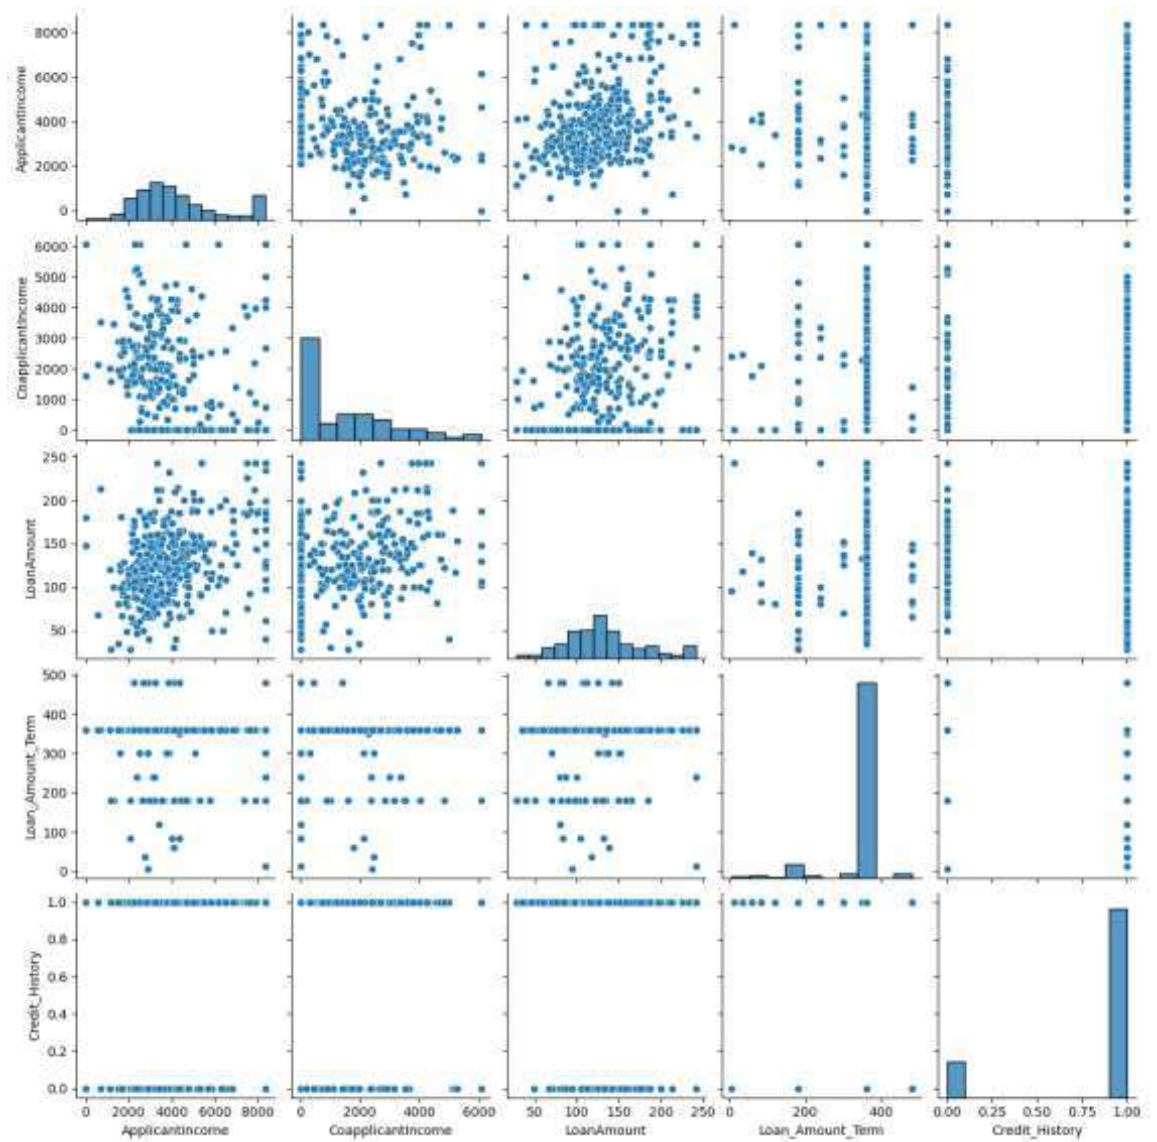 ApplicantIncome
8000
6000
4000
2000
0
CoapplicantIncome
6000
5000
4000
3000
2000
1000
0
LoanAmount
250
200
150
100
50
Loan_Amount_Term
500
400
300
200
100
0
Credit_History
1.0
0.8
0.6
0.4
0.2
0.0
0 2000 4000 6000 8000
0 2000 4000 6000
50 100 150 200 250
0 200 400
0.00 0.25 0.50 0.75 1.00
ApplicantIncome
CoapplicantIncome
LoanAmount
Loan_Amount_Term
Credit_History